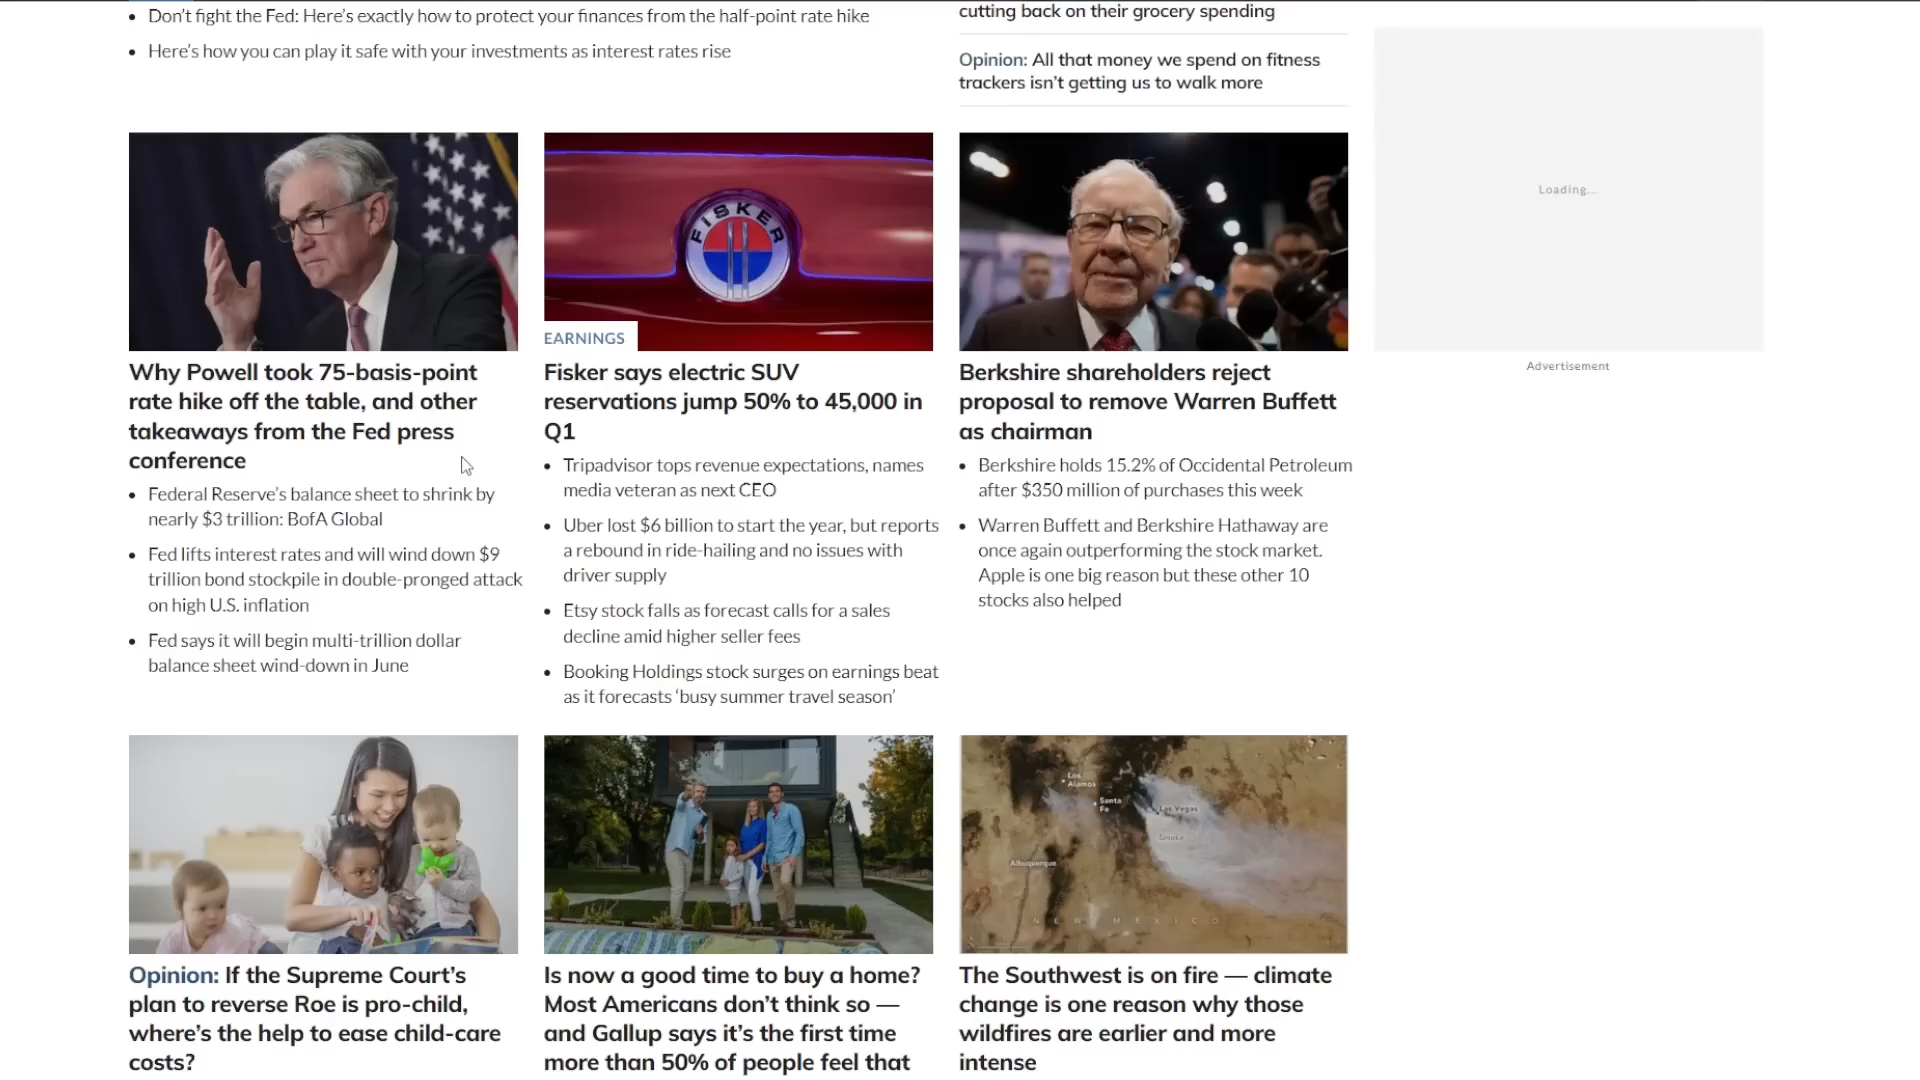 Don’t fight the Fed: Here’s exactly how to protect your finances from the half-point rate hike
Here’s how you can play it safe with your investments as interest rates rise
cutting back on their grocery spending
Opinion: All that money we spend on fitness
trackers isn’t getting us to walk more
Loading...
Advertisement
Why Powell took 75-basis-point
rate hike off the table, and other
takeaways from the Fed press
conference
Federal Reserve’s balance sheet to shrink by
nearly $3 trillion: BofA Global
Fed lifts interest rates and will wind down $9
trillion bond stockpile in double-pronged attack
on high U.S. inflation
Fed says it will begin multi-trillion dollar
balance sheet wind-down in June
FISKER
EARNINGS
Fisker says electric SUV
reservations jump 50% to 45,000 in
Q1
Tripadvisor tops revenue expectations, names
media veteran as next CEO
Uber lost $6 billion to start the year, but reports
a rebound in ride-hailing and no issues with
driver supply
Etsy stock falls as forecast calls for a sales
decline amid higher seller fees
Booking Holdings stock surges on earnings beat
as it forecasts ‘busy summer travel season’
Berkshire shareholders reject
proposal to remove Warren Buffett
as chairman
Berkshire holds 15.2% of Occidental Petroleum
after $350 million of purchases this week
Warren Buffett and Berkshire Hathaway are
once again outperforming the stock market.
Apple is one big reason but these other 10
stocks also helped
Opinion: If the Supreme Court’s
plan to reverse Roe is pro-child,
where’s the help to ease child-care
costs?
Is now a good time to buy a home?
Most Americans don’t think so —
and Gallup says it’s the first time
more than 50% of people feel that
Los
Alamos
Santa
Fe
Las Vegas
Smoke
Albuquerque
NEW MEXICO
The Southwest is on fire — climate
change is one reason why those
wildfires are earlier and more
intense